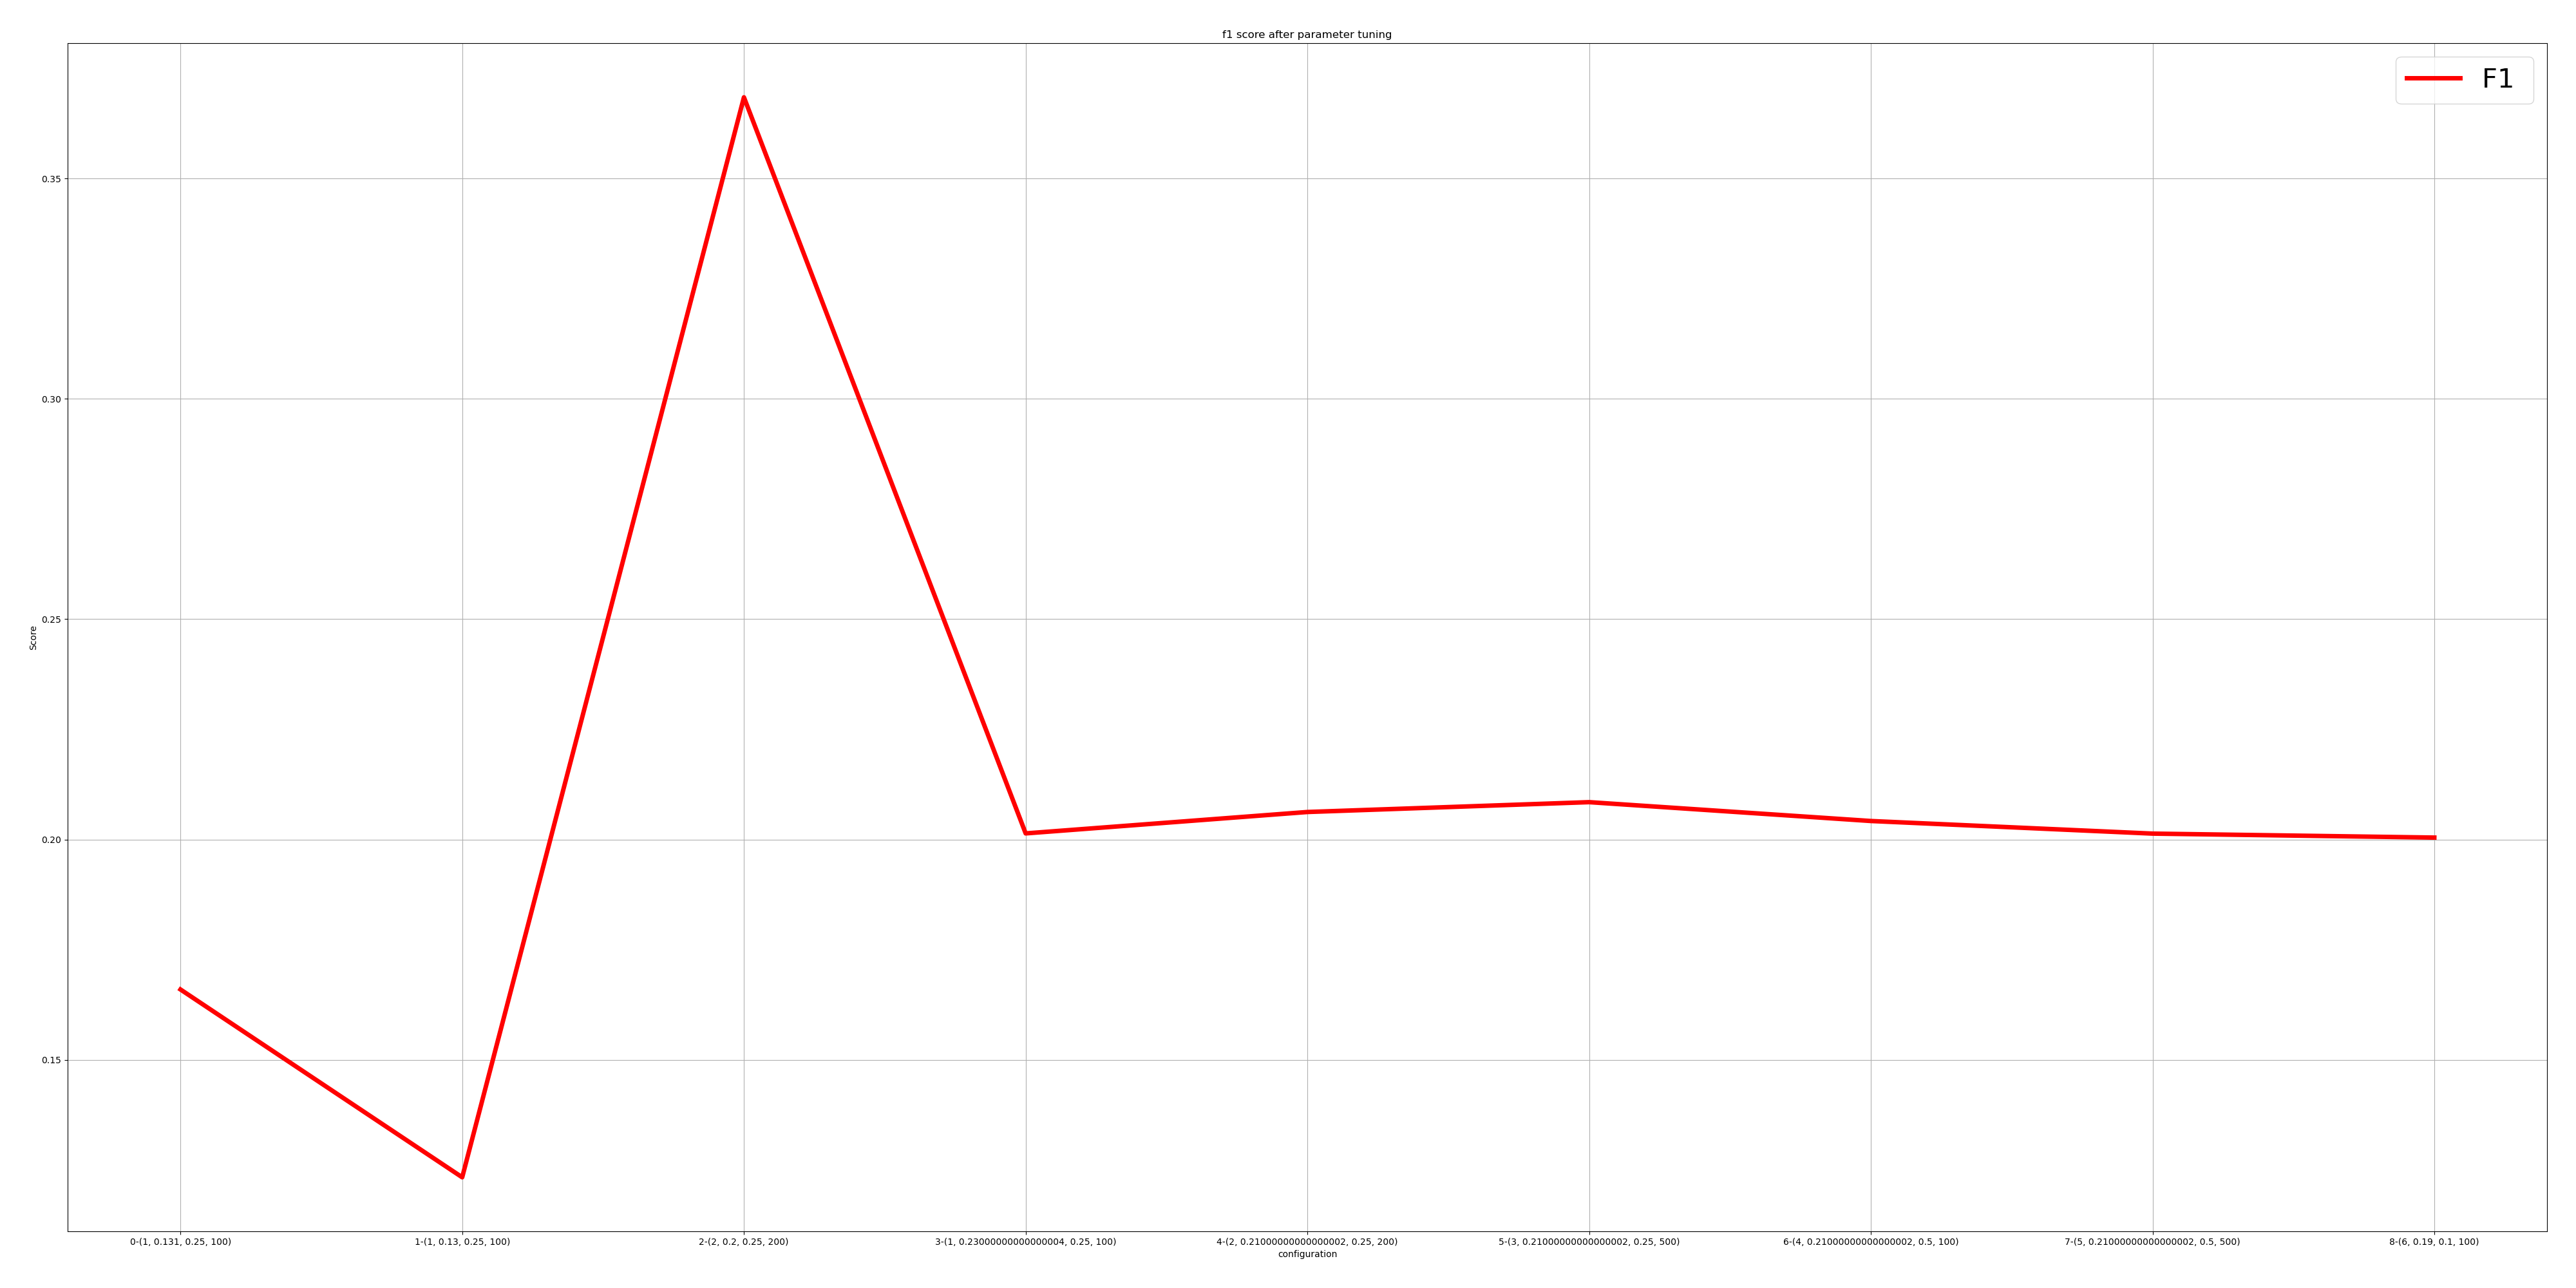 f1 score after parameter tuning
F1
0.35
0.30
0.25
Score
0.20
0.15
0-(1, 0.131, 0.25, 100) 1-(1, 0.13, 0.25, 100) 2-(2, 0.2, 0.25, 200) 3-(1, 0.23000000000000004, 0.25, 100) 4-(2, 0.21000000000000002, 0.25, 200) 5-(3, 0.21000000000000002, 0.25, 500) 6-(4, 0.21000000000000002, 0.5, 100) 7-(5, 0.21000000000000002, 0.5, 500) 8-(6, 0.19, 0.1, 100)
configuration